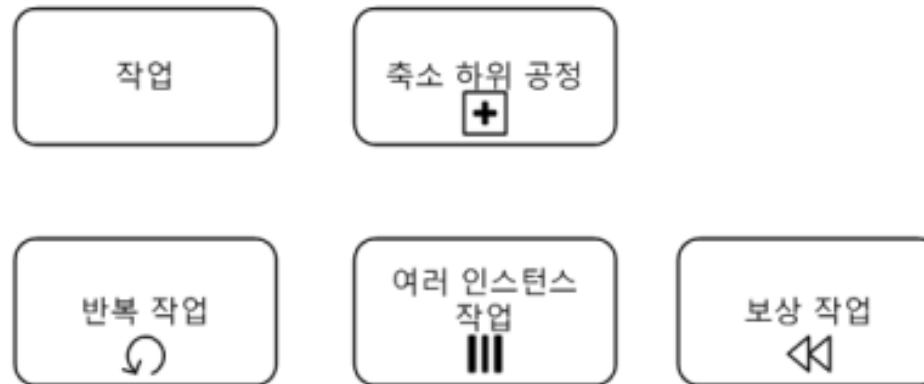 작업
축소 하위 공정
반복 작업
여러 인스턴스
작업
보상 작업